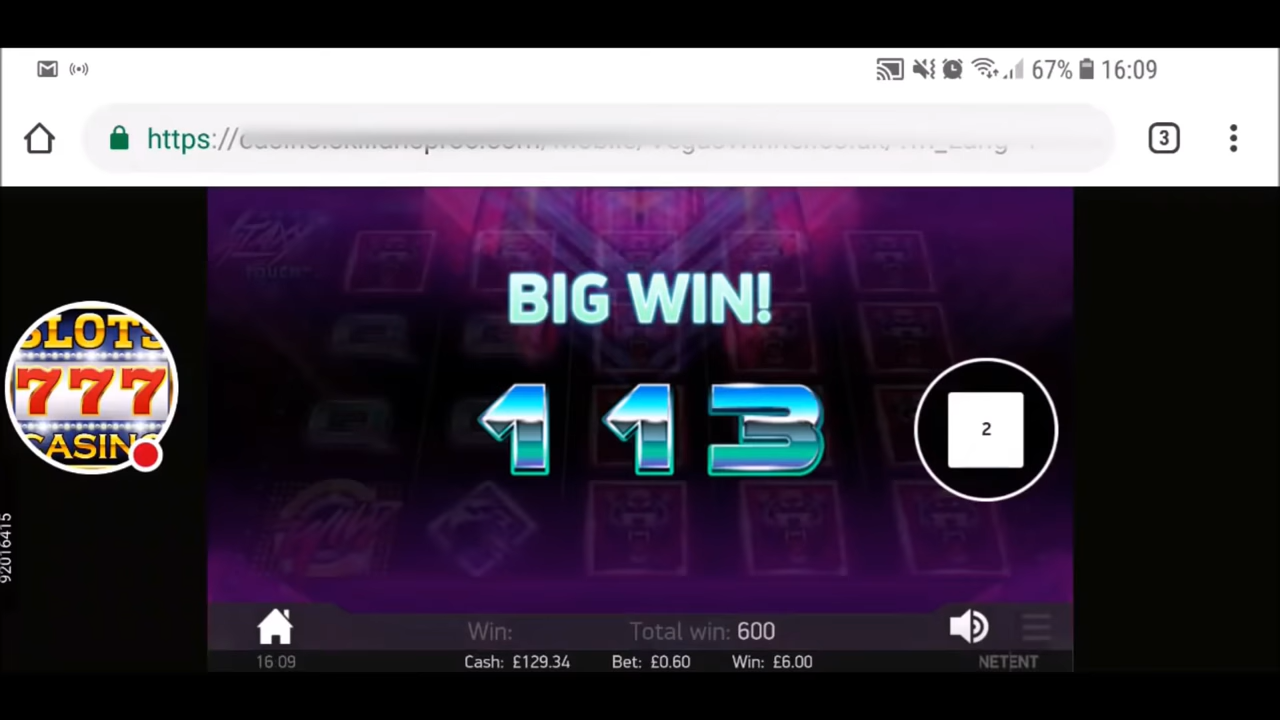 67% 16:09
https://
3
BIG WIN!
113
SLOTS
777
CASINO
2
92016415
Win:
Total win: 600
16 09
Cash: £129.34
Bet: £0.60
Win: £6.00
NETENT